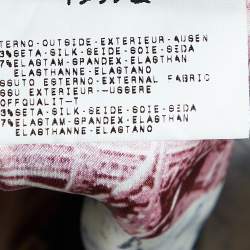 TERNO-OUTSIDE-EXTERIEUR-AUSEN
3%SETA-SILK-SEIDE-SOIE-SEDA
7%ELASTAM-SPANDEX-ELASTHAN
ELASTHANNE-ELASTANO
SSUTO ESTERNO-EXTERNAL FABRIC
SSU EXTERIEUR-—USSERE
OFFQUALIT-T
3%SETA-SILK-SEIDE-SOIE-SEDA
7%ELASTAM-SPANDEX-ELASTHAN
ELASTHANNE-ELASTANO